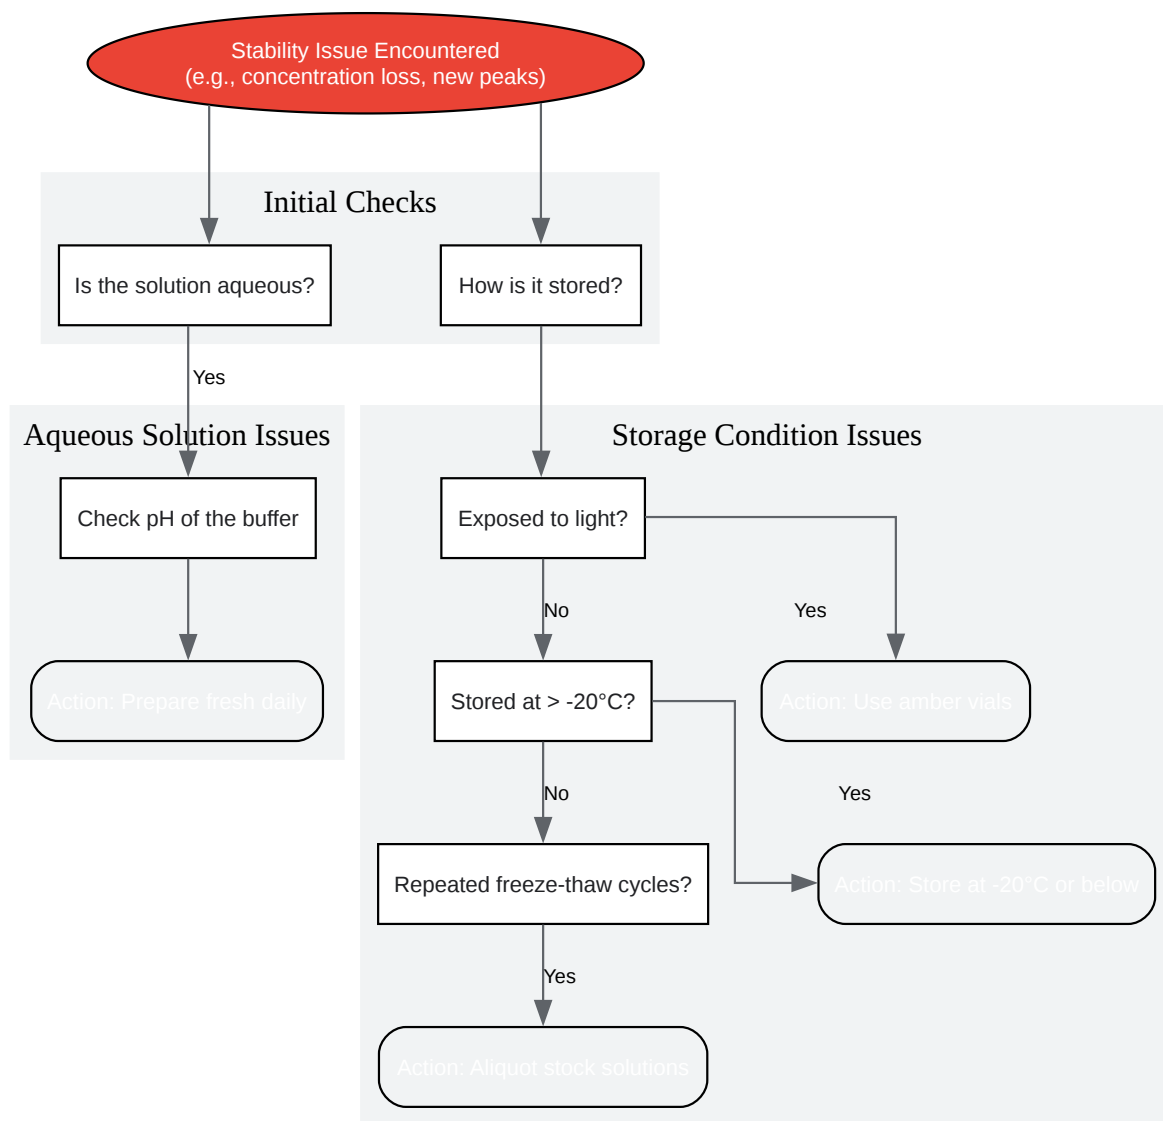 Stability Issue Encountered
(e.g., concentration loss, new peaks)
Initial Checks
Is the solution aqueous?
How is it stored?
Yes
Aqueous Solution Issues
Storage Condition Issues
Check pH of the buffer
Exposed to light?
No
Yes
Action: Prepare fresh daily
Stored at > -20°C?
Action: Use amber vials
No
Yes
Repeated freeze-thaw cycles?
Action: Store at -20°C or below
Yes
Action: Aliquot stock solutions